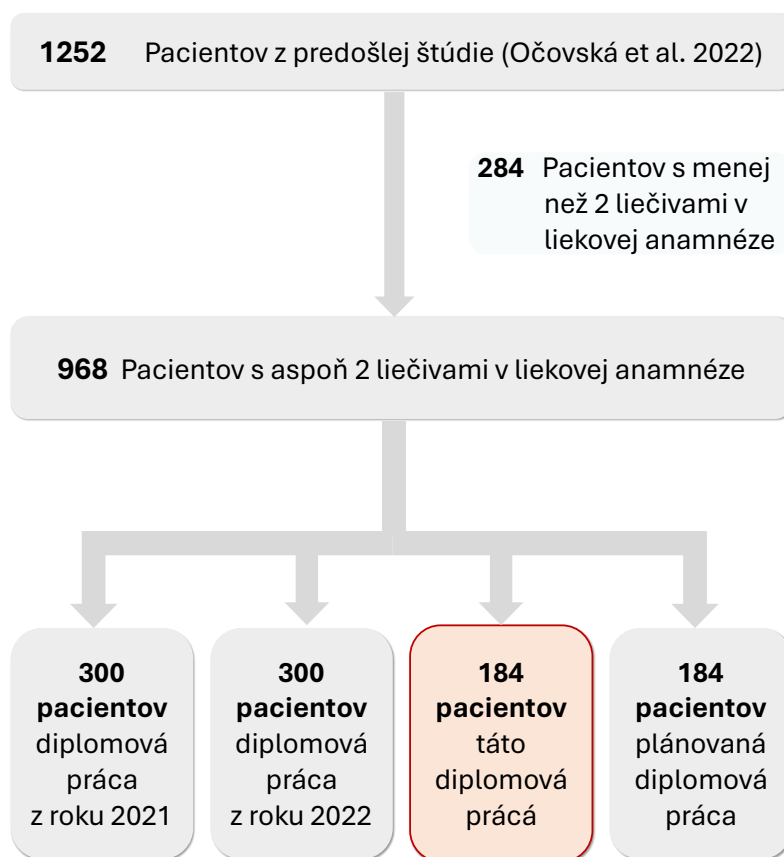 1252 Pacientov z predošlej štúdie (Očovská et al. 2022)
284 Pacientov s menej
než 2 liečivami v
liekovej anamnéze
968 Pacientov s aspoň 2 liečivami v liekovej anamnéze
300
pacientov
diplomová
práca
z roku 2021
300
pacientov
diplomová
práca
z roku 2022
184
pacientov
táto
diplomová
prácá
184
pacientov
plánovaná
diplomová
práca